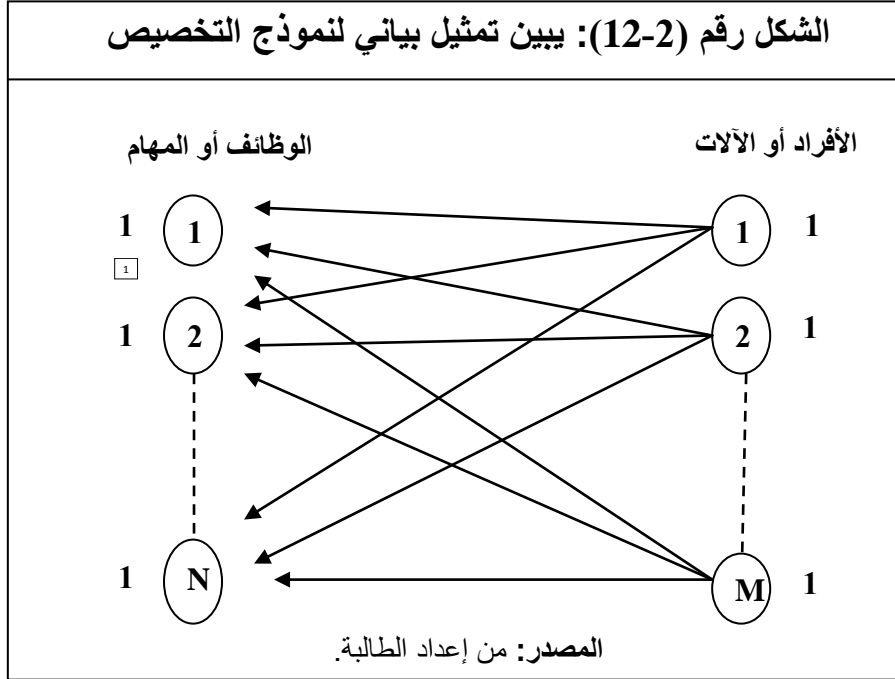 الشكل رقم (2-12): يبين تمثيل بياني لنموذج التخصيص
الأفراد أو الآلات
الوظائف أو المهام
1 1 1 1
1
1 2 2 1
1 M N 1
المصدر: من إعداد الطالبة.